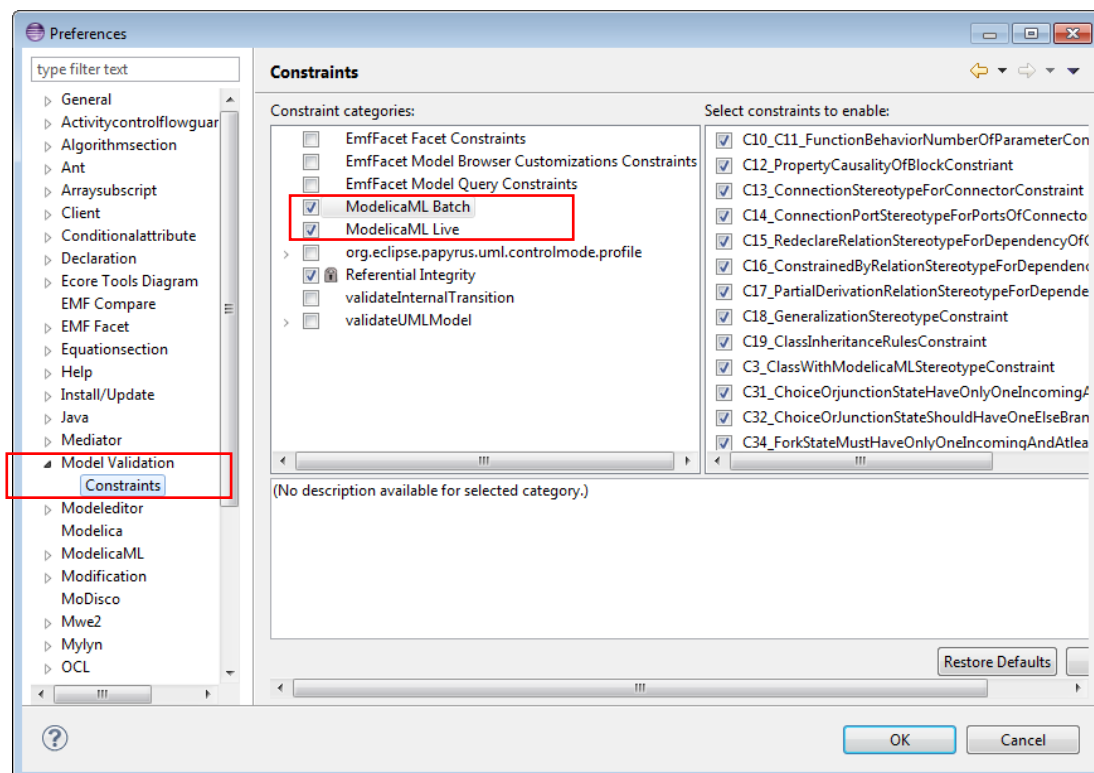 Preferences
type filter text
General
Activitycontrolflowguar
Algorithmsection
Ant
Arraysubscript
Client
Conditionalattribute
Declaration
Ecore Tools Diagram
EMF Compare
EMF Facet
Equationsection
Help
Install/Update
Java
Mediator
Model Validation
Constraints
Modeleditor
Modelica
ModelicaML
Modification
MoDisco
Mwe2
Mylyn
OCL
Constraints
Constraint categories:
EmfFacet Facet Constraints
EmfFacet Model Browser Customizations Constraints
EmfFacet Model Query Constraints
ModelicaML Batch
ModelicaML Live
org.eclipse.papyrus.uml.controlmode.profile
Referential Integrity
validateInternalTransition
validateUMLModel
Select constraints to enable:
C10_C11_FunctionBehaviorNumberOfParameterCon
C12_PropertyCausalityOfBlockConstriant
C13_ConnectionStereotypeForConnectorConstraint
C14_ConnectionPortStereotypeForPortsOfConnecto
C15_RedeclareRelationStereotypeForDependencyOfC
C16_ConstrainedByRelationStereotypeForDependenc
C17_PartialDerivationRelationStereotypeForDepende
C18_GeneralizationStereotypeConstraint
C19_ClassInheritanceRulesConstraint
C3_ClassWithModelicaMLStereotypeConstraint
C31_ChoiceOrjunctionStateHaveOnlyOneIncomingA
C32_ChoiceOrJunctionStateShouldHaveOneElseBran
C34_ForkStateMustHaveOnlyOneIncomingAndAtlea
(No description available for selected category.)
Restore Defaults
OK
Cancel